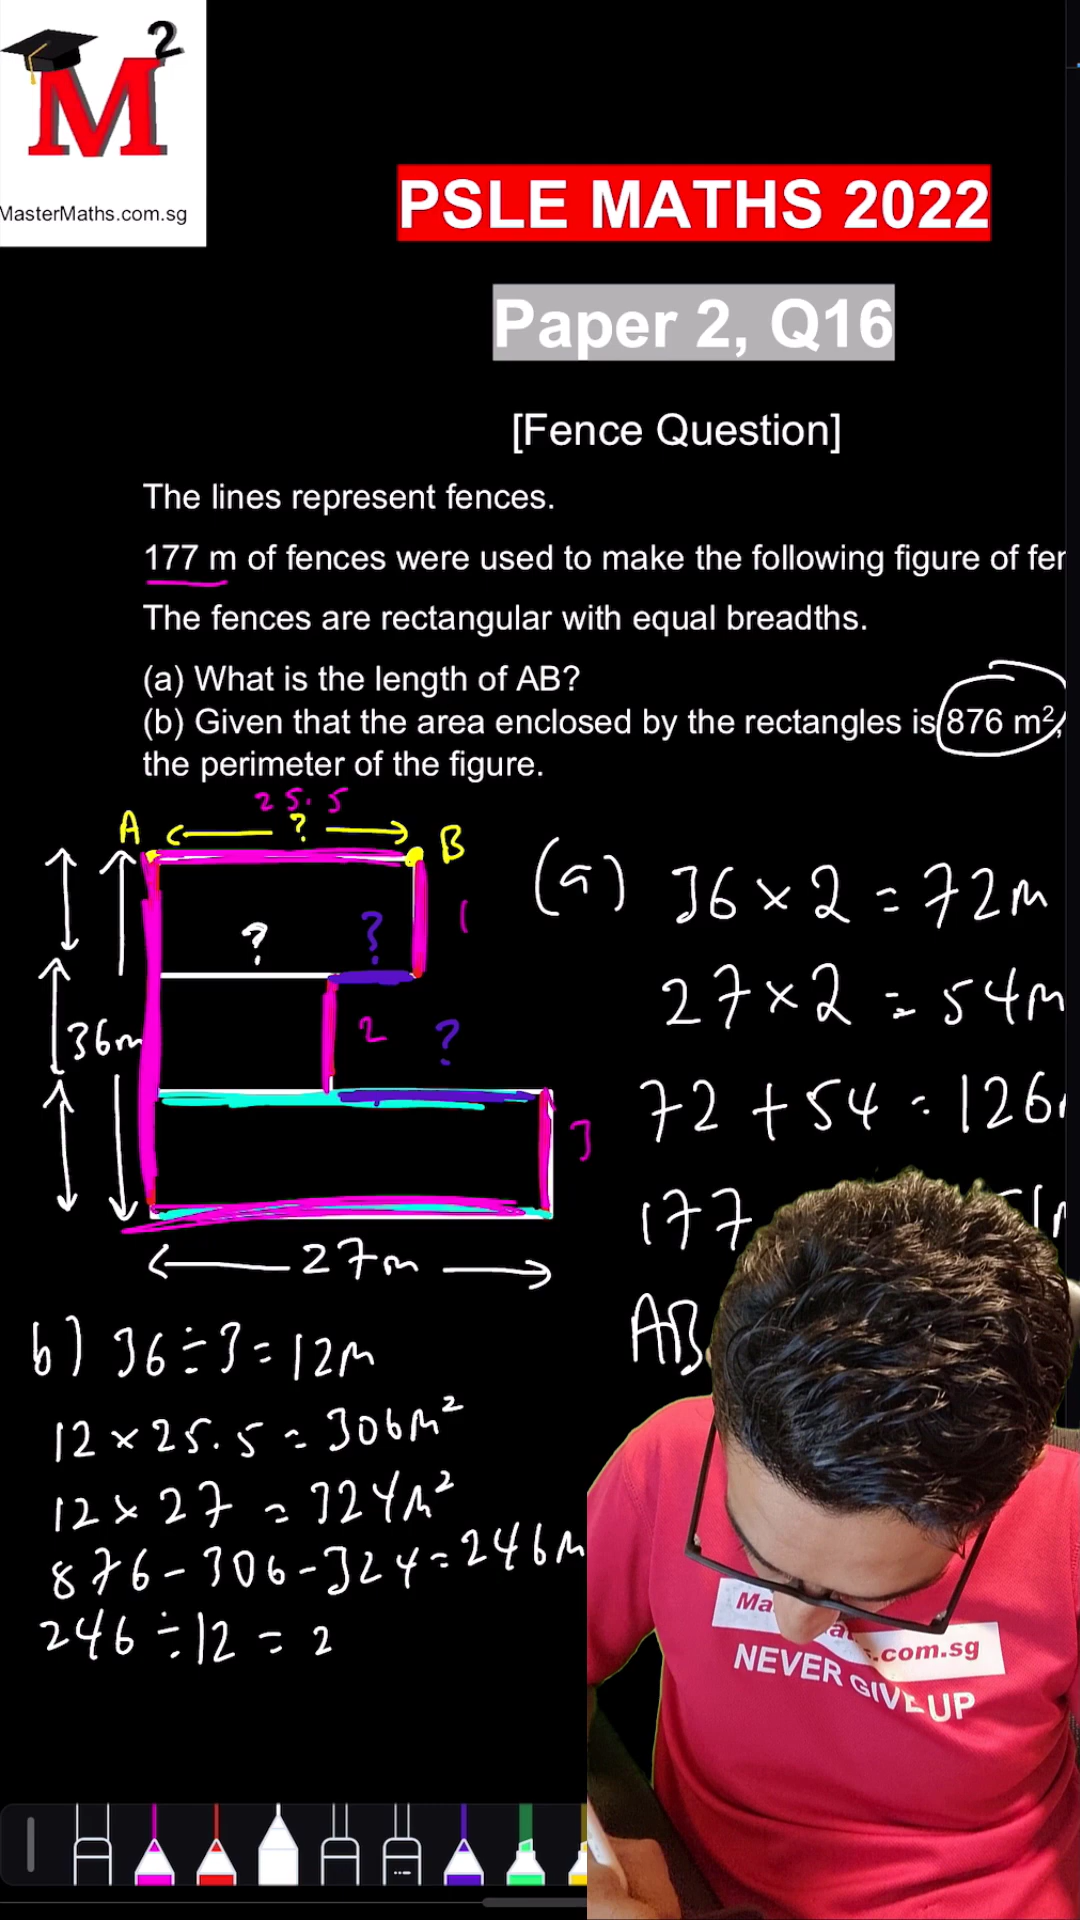 M²
MasterMaths.com.sg
PSLE MATHS 2022
Paper 2, Q16
[Fence Question]
The lines represent fences.
177 m of fences were used to make the following figure of
The fences are rectangular with equal breadths.
(a) What is the length of AB?
(b) Given that the area enclosed by the rectangles is 876 m²,
the perimeter of the figure.
25.5
A ? B
? ? 1
36m 2 ?
3
27m
(a) 36 × 2 = 72m
27 × 2 = 54m
72 + 54 = 126
177
AB
b) 36 ÷ 3 = 12m
12 × 25.5 = 306m²
12 × 27 = 324m²
876 - 306 - 324 = 246m
246 ÷ 12 = 2
.com.sg
NEVER GIVE UP